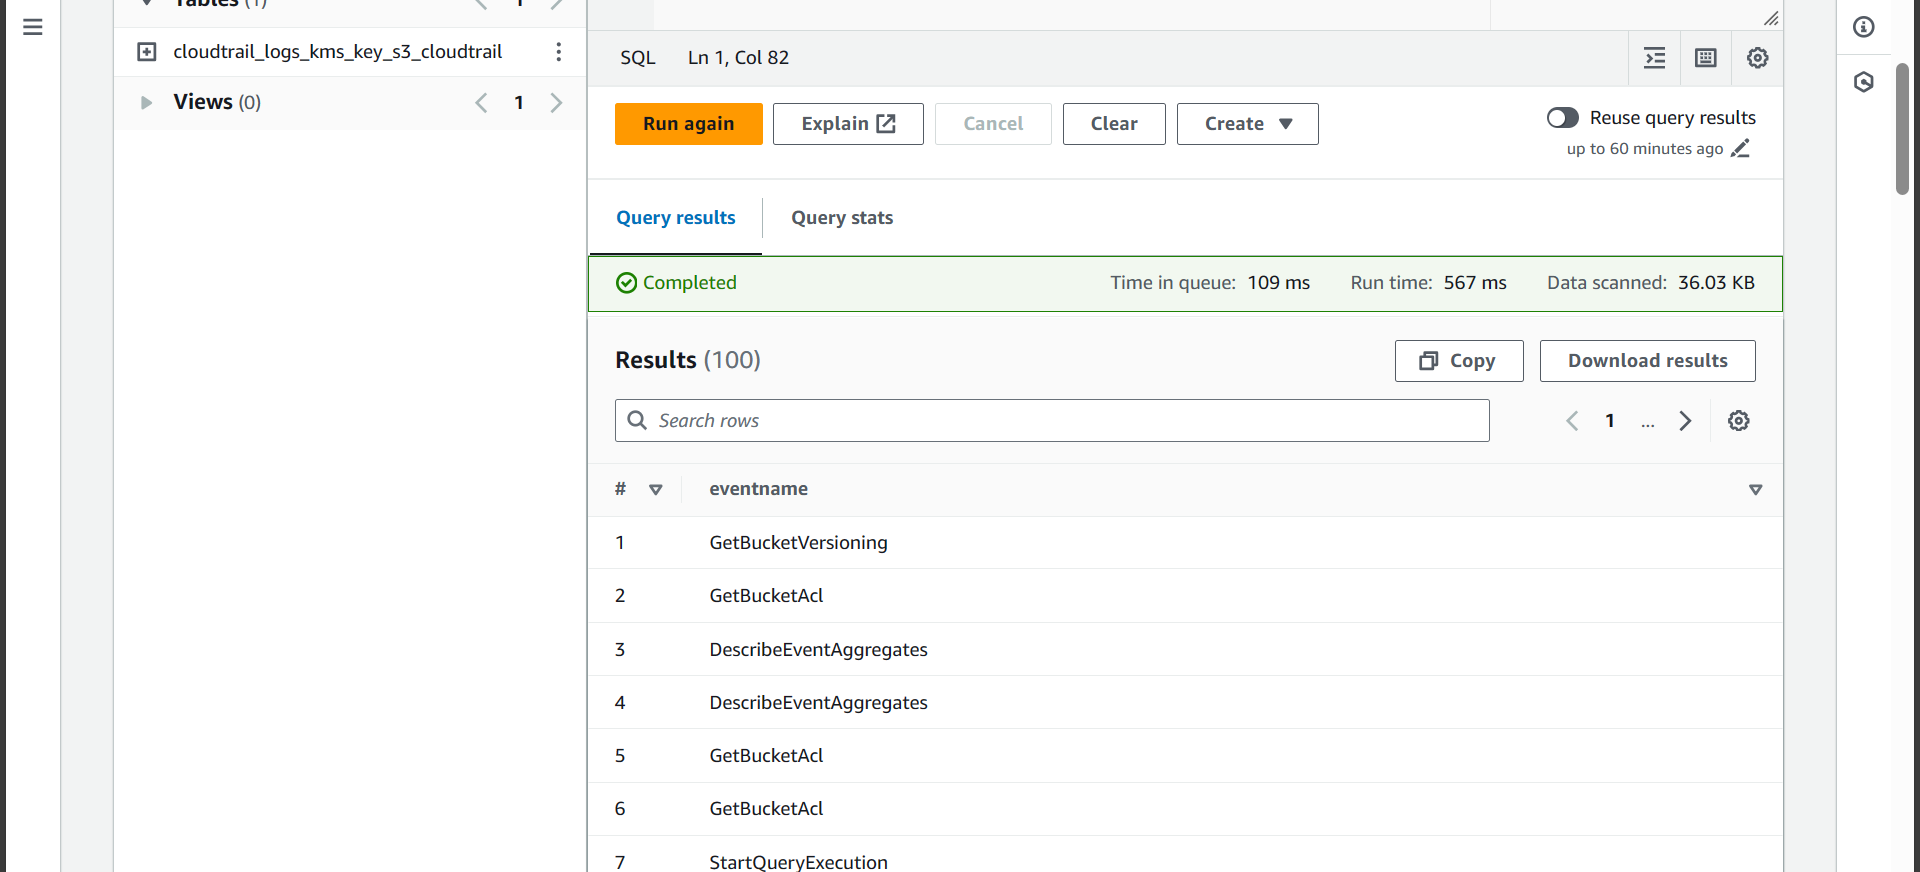 Tables (1) 1
cloudtrail_logs_kms_key_s3_cloudtrail
Views (0) 1
SQL Ln 1, Col 82
Run again Explain Cancel Clear Create
Reuse query results
up to 60 minutes ago
Query results Query stats
Completed Time in queue: 109 ms Run time: 567 ms Data scanned: 36.03 KB
Results (100) Copy Download results
Search rows 1 ...
# eventname
1 GetBucketVersioning
2 GetBucketAcl
3 DescribeEventAggregates
4 DescribeEventAggregates
5 GetBucketAcl
6 GetBucketAcl
7 StartQueryExecution